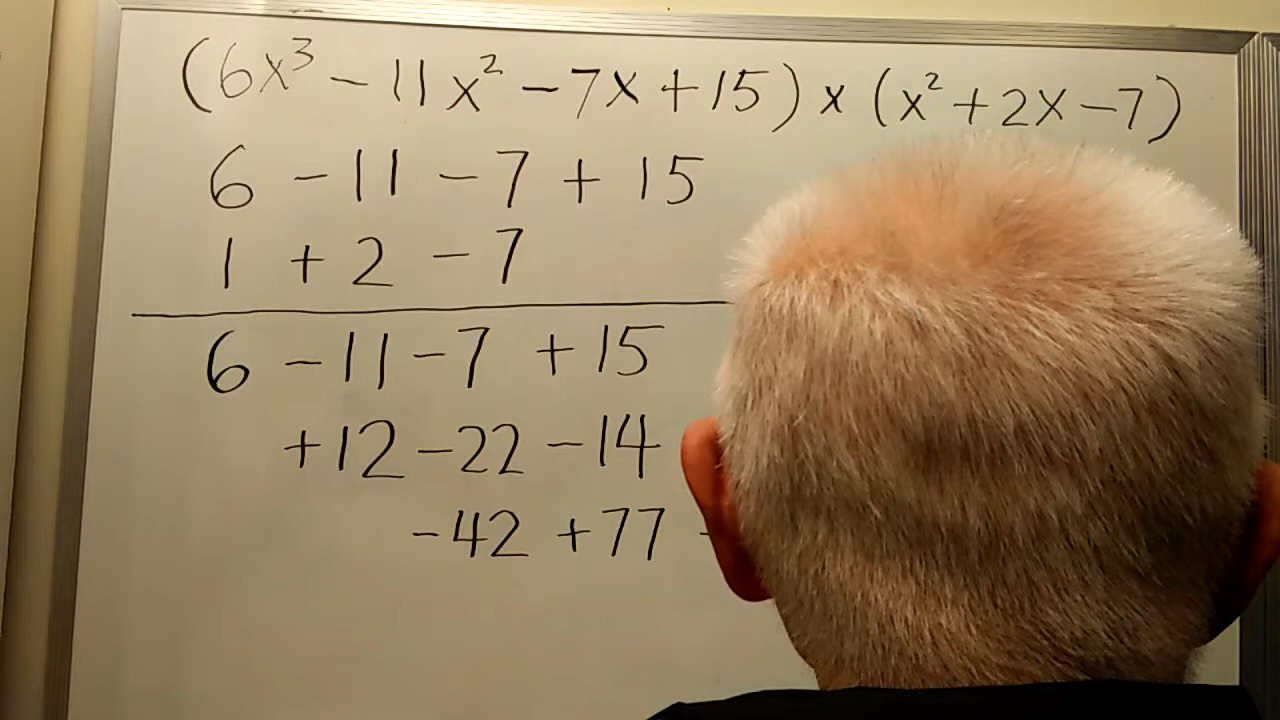 (6x³ - 11x² - 7x + 15) x (x² + 2x - 7)
6 - 11 - 7 + 15
1 + 2 - 7
6 - 11 - 7 + 15
+12 - 22 - 14
-42 + 77